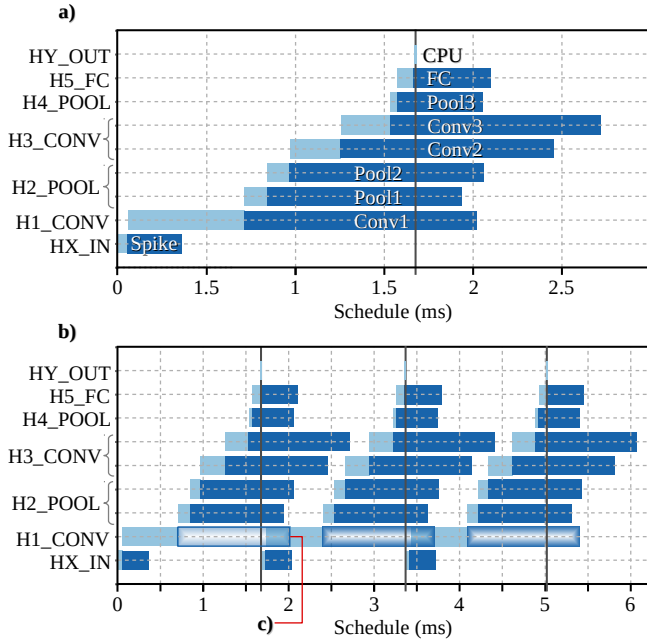 a)
HY_OUT
CPU
H5_FC
FC
H4_POOL
Pool3
H3_CONV
Conv3
Conv2
H2_POOL
Pool2
Pool1
H1_CONV
Conv1
HX_IN
Spike
0 1.5 1 1.5 2 2.5
Schedule (ms)
b)
HY_OUT
H5_FC
H4_POOL
H3_CONV
H2_POOL
H1_CONV
HX_IN
0 1 2 3 4 5 6
c)
Schedule (ms)